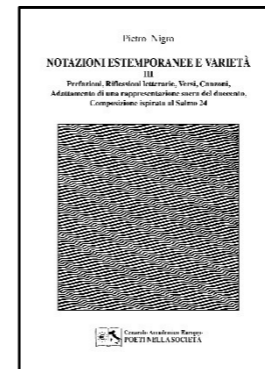 Pietro Nigro
NOTAZIONI ESTEMPORANEE E VARIETÀ
III
Prefazioni, Riflessioni letterarie, Versi, Canzoni,
Adattamento di una rappresentazione sacra del duecento,
Composizione ispirata al Salmo 24
Cenacolo Accademico Europeo
POETI NELLA SOCIETÀ